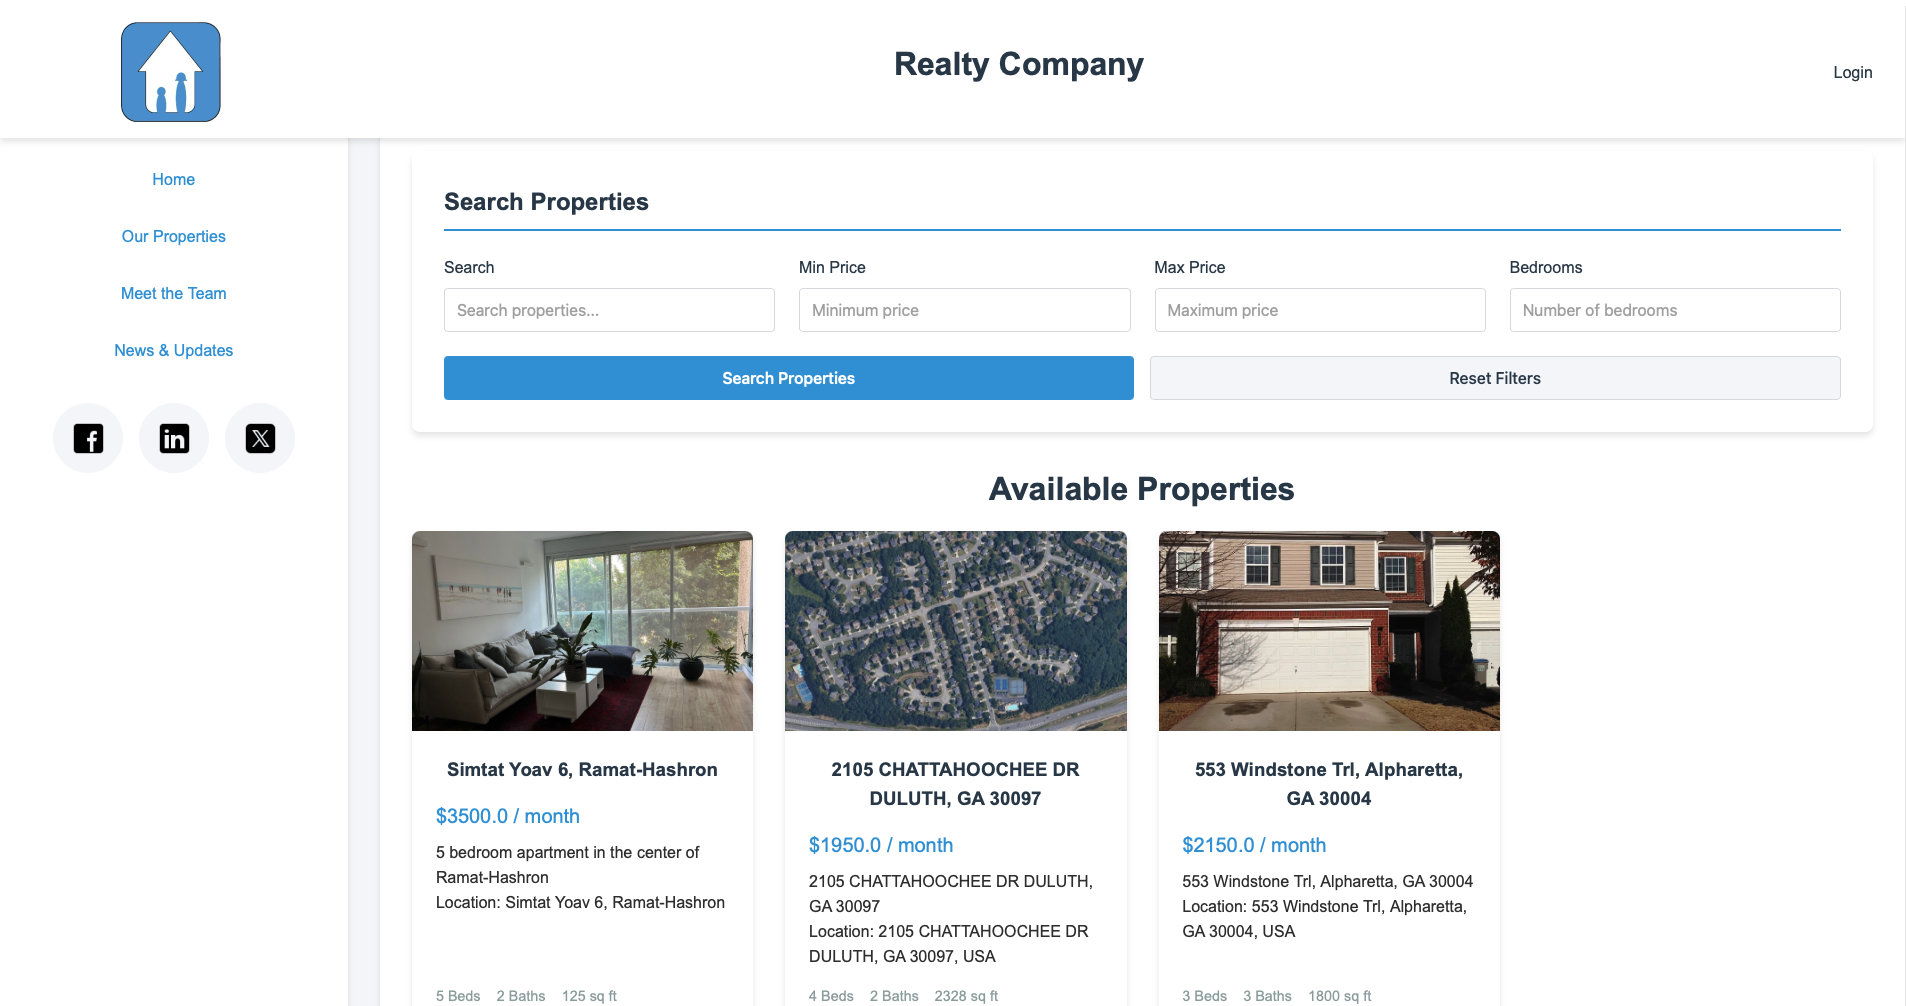 Realty Company
Login
Home
Our Properties
Meet the Team
News & Updates
Search Properties
Search
Min Price
Max Price
Bedrooms
Search properties...
Minimum price
Maximum price
Number of bedrooms
Search Properties
Reset Filters
Available Properties
Simtat Yoav 6, Ramat-Hashron
$3500.0 / month
5 bedroom apartment in the center of
Ramat-Hashron
Location: Simtat Yoav 6, Ramat-Hashron
5 Beds 2 Baths 125 sq ft
2105 CHATTAHOOCHEE DR
DULUTH, GA 30097
$1950.0 / month
2105 CHATTAHOOCHEE DR DULUTH,
GA 30097
Location: 2105 CHATTAHOOCHEE DR
DULUTH, GA 30097, USA
4 Beds 2 Baths 2328 sq ft
553 Windstone Trl, Alpharetta,
GA 30004
$2150.0 / month
553 Windstone Trl, Alpharetta, GA 30004
Location: 553 Windstone Trl, Alpharetta,
GA 30004, USA
3 Beds 3 Baths 1800 sq ft